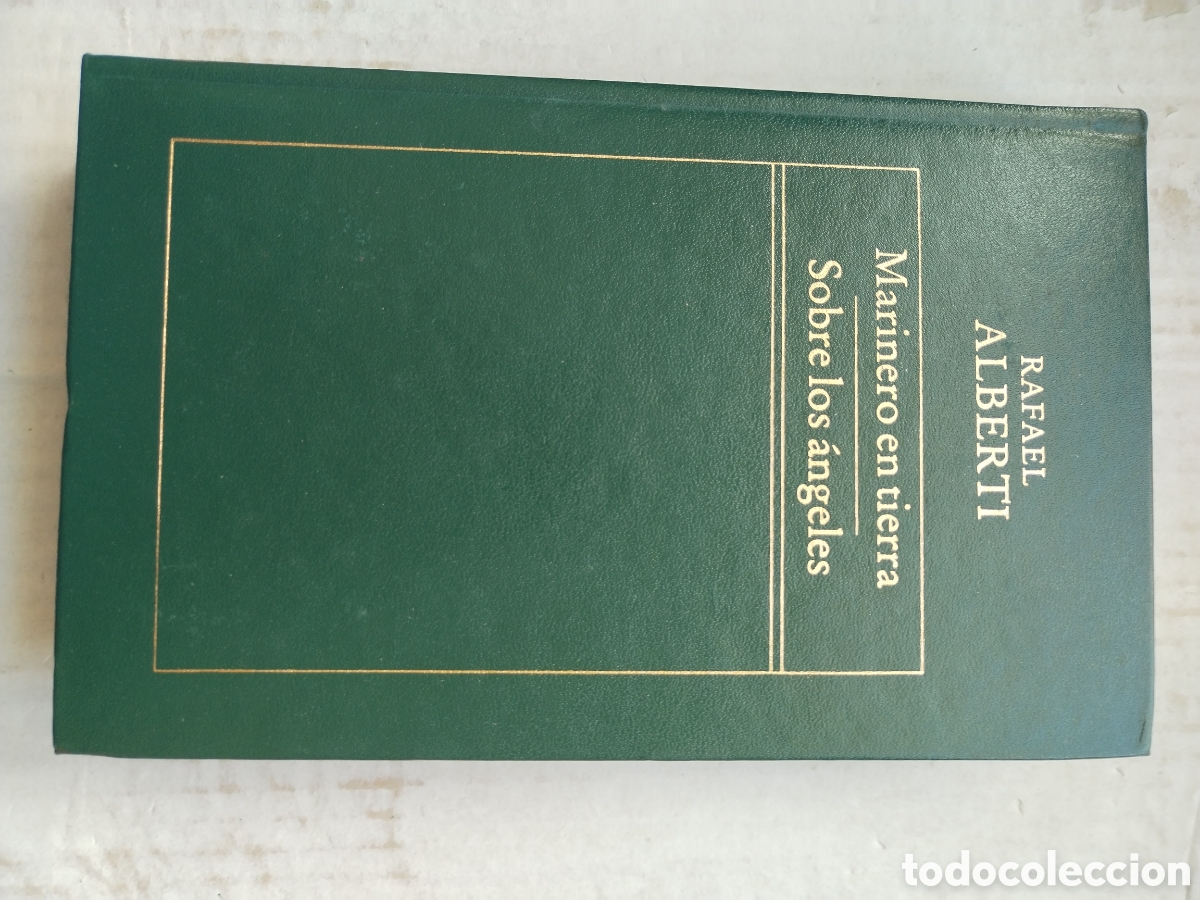 RAFAEL
ALBERTI
Marinero en tierra
Sobre los ángeles
todocoleccion